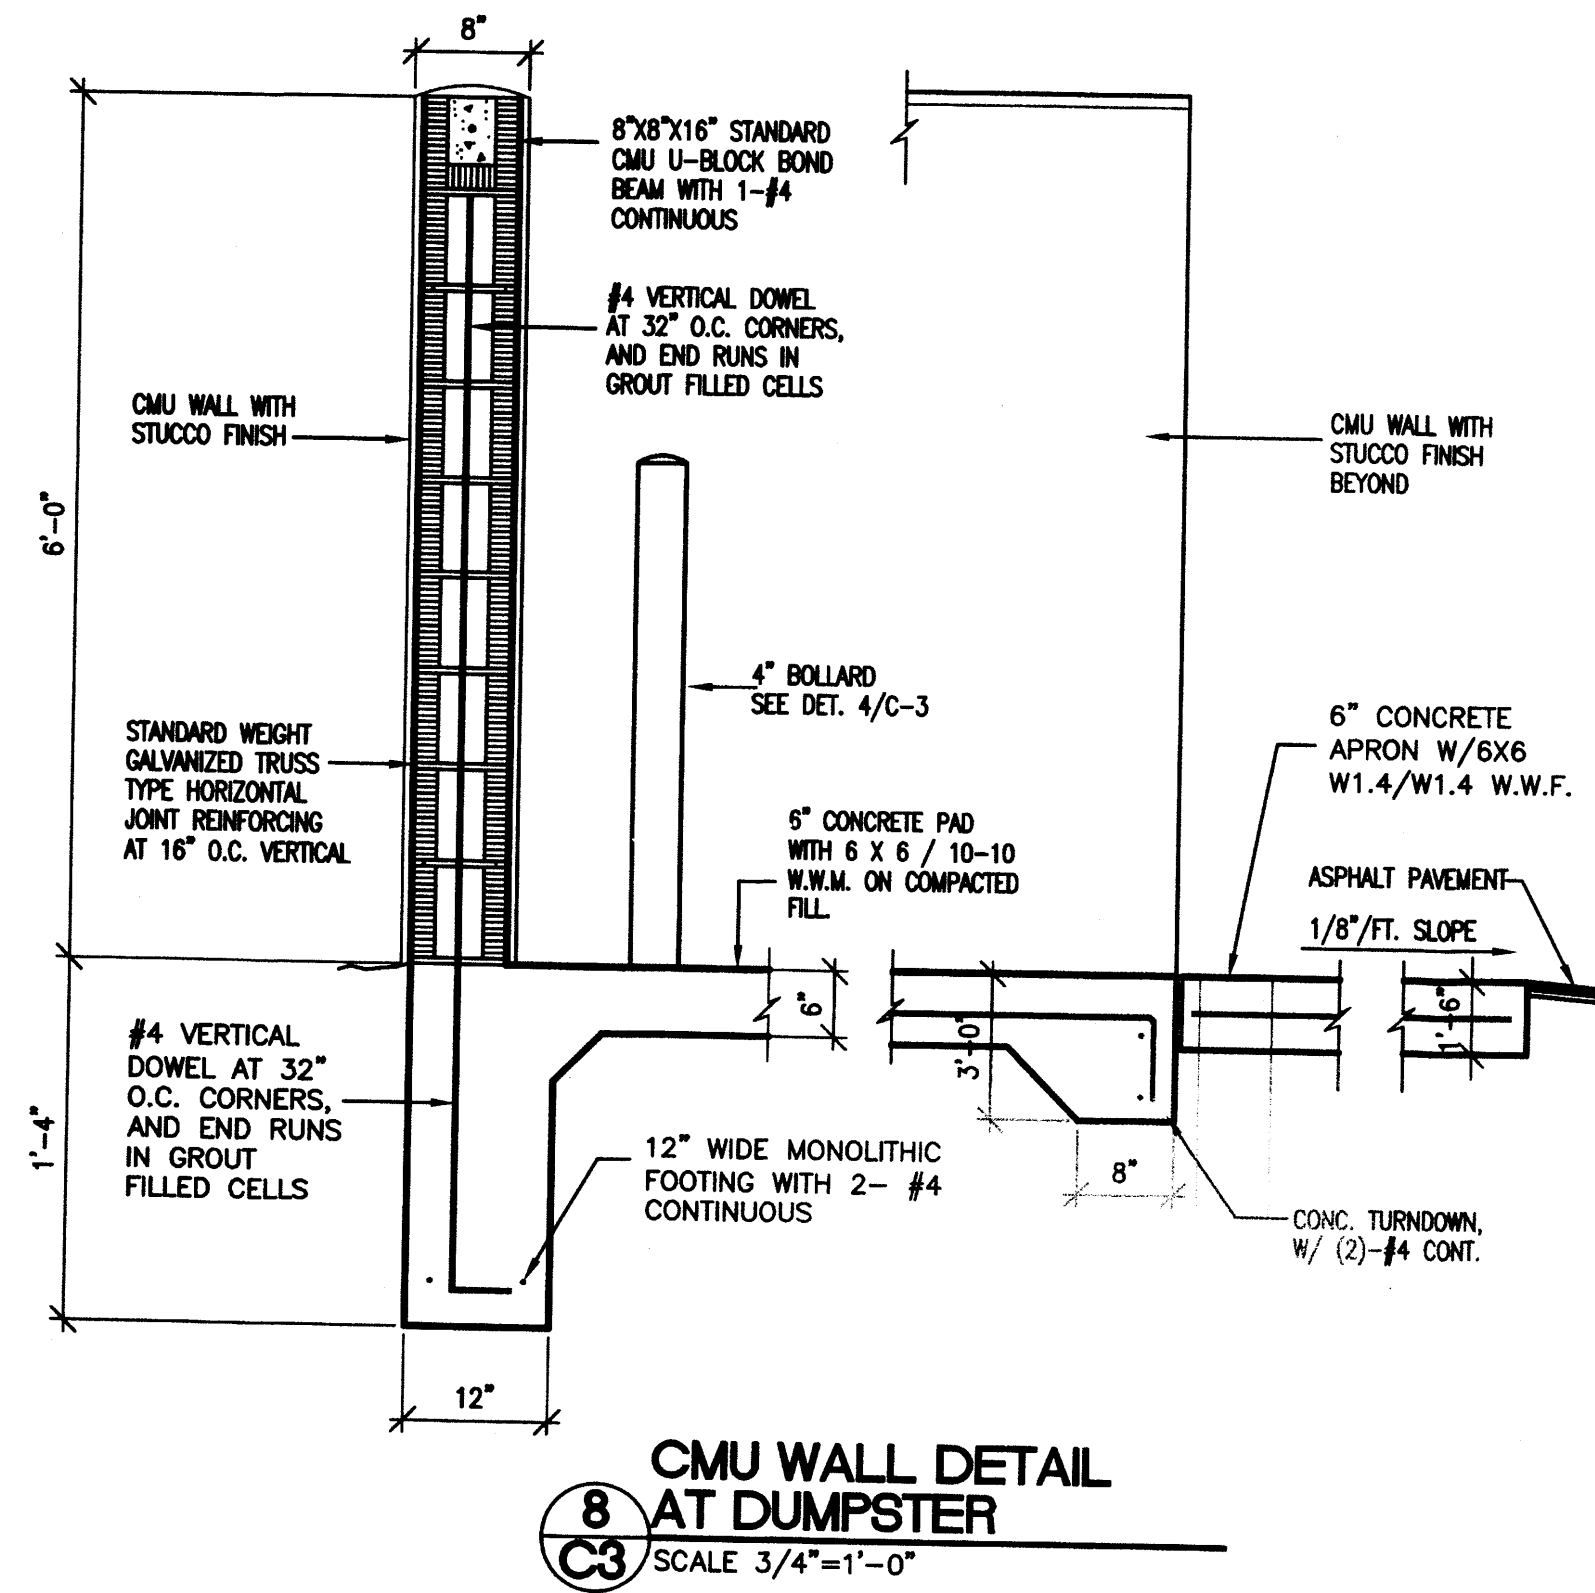 8"
8"X8"X16" STANDARD
CMU U-BLOCK BOND
BEAM WITH 1-#4
CONTINUOUS
#4 VERTICAL DOWEL
AT 32" O.C. CORNERS,
AND END RUNS IN
GROUT FILLED CELLS
CMU WALL WITH
STUCCO FINISH
CMU WALL WITH
STUCCO FINISH
BEYOND
6'-0"
4" BOLLARD
SEE DET. 4/C-3
6" CONCRETE
APRON W/6X6
W1.4/W1.4 W.W.F.
STANDARD WEIGHT
GALVANIZED TRUSS
TYPE HORIZONTAL
JOINT REINFORCING
AT 16" O.C. VERTICAL
6" CONCRETE PAD
WITH 6 X 6 / 10-10
W.W.M. ON COMPACTED
FILL.
ASPHALT PAVEMENT
1/8"/FT. SLOPE
6"
3'-0"
1'-6"
#4 VERTICAL
DOWEL AT 32"
O.C. CORNERS,
AND END RUNS
IN GROUT
FILLED CELLS
1'-4"
12" WIDE MONOLITHIC
FOOTING WITH 2- #4
CONTINUOUS
8"
CONC. TURNDOWN,
W/ (2)-#4 CONT.
12"
CMU WALL DETAIL
AT DUMPSTER
8
C3
SCALE 3/4"=1'-0"